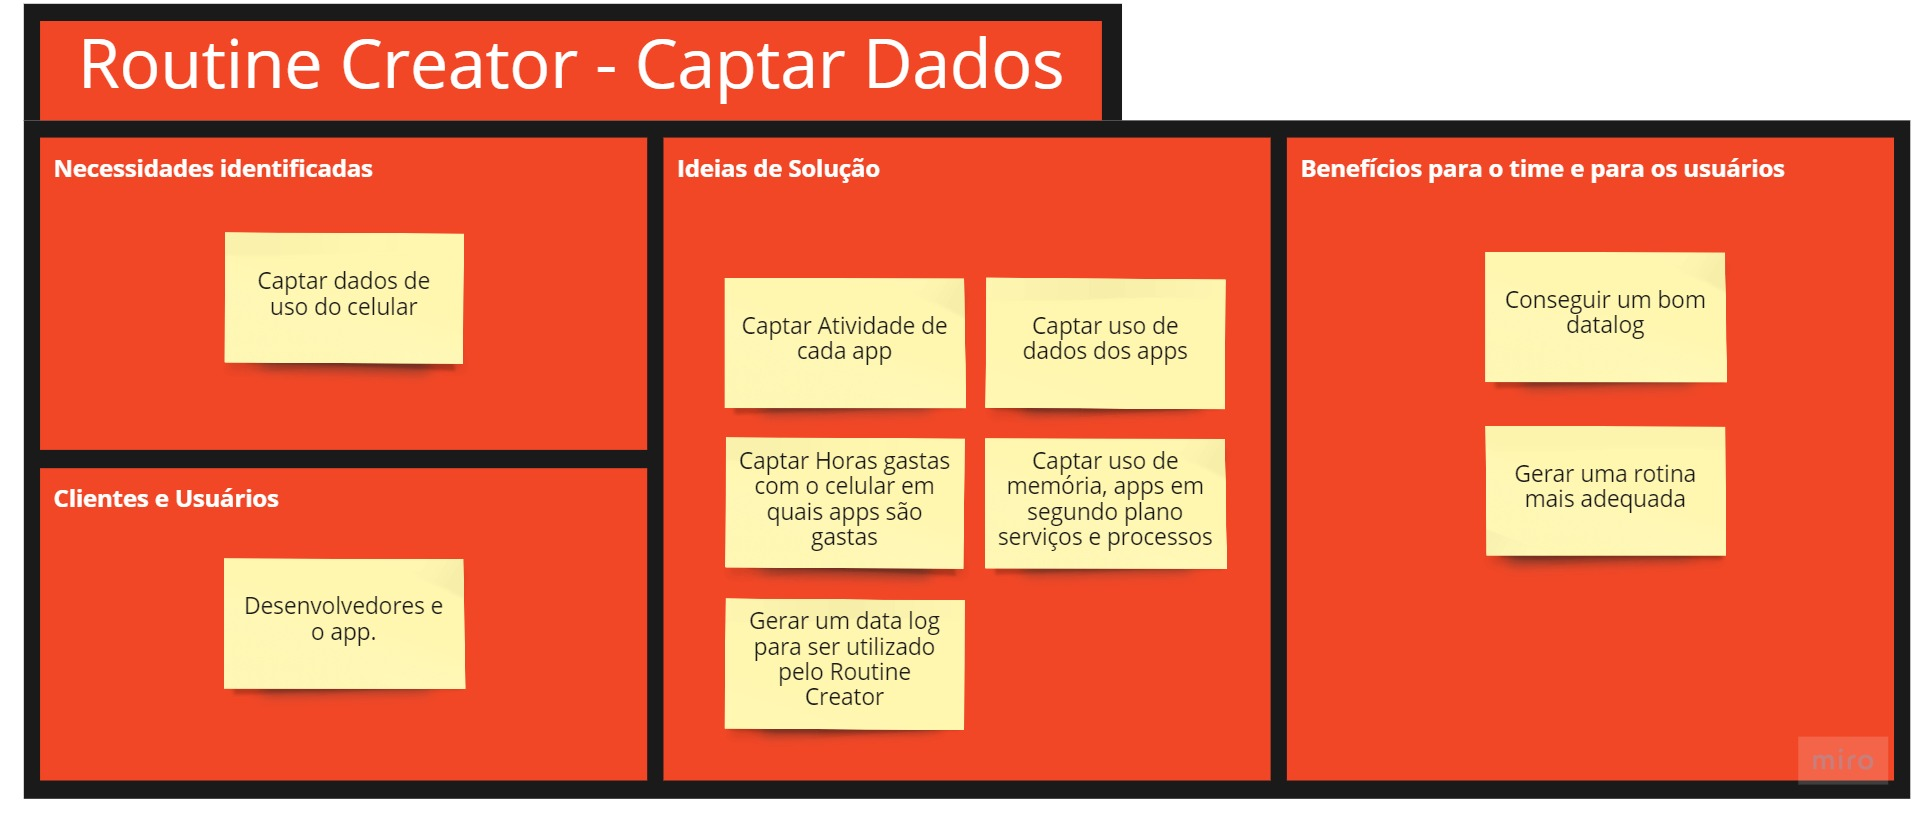 Routine Creator - Captar Dados
Necessidades identificadas
Captar dados de
uso do celular
Clientes e Usuários
Desenvolvedores e
o app.
Ideias de Solução
Captar Atividade de
cada app
Captar uso de
dados dos apps
Captar Horas gastas
com o celular em
quais apps são
gastas
Captar uso de
memória, apps em
segundo plano
serviços e processos
Gerar um data log
para ser utilizado
pelo Routine
Creator
Benefícios para o time e para os usuários
Conseguir um bom
datalog
Gerar uma rotina
mais adequada
miro